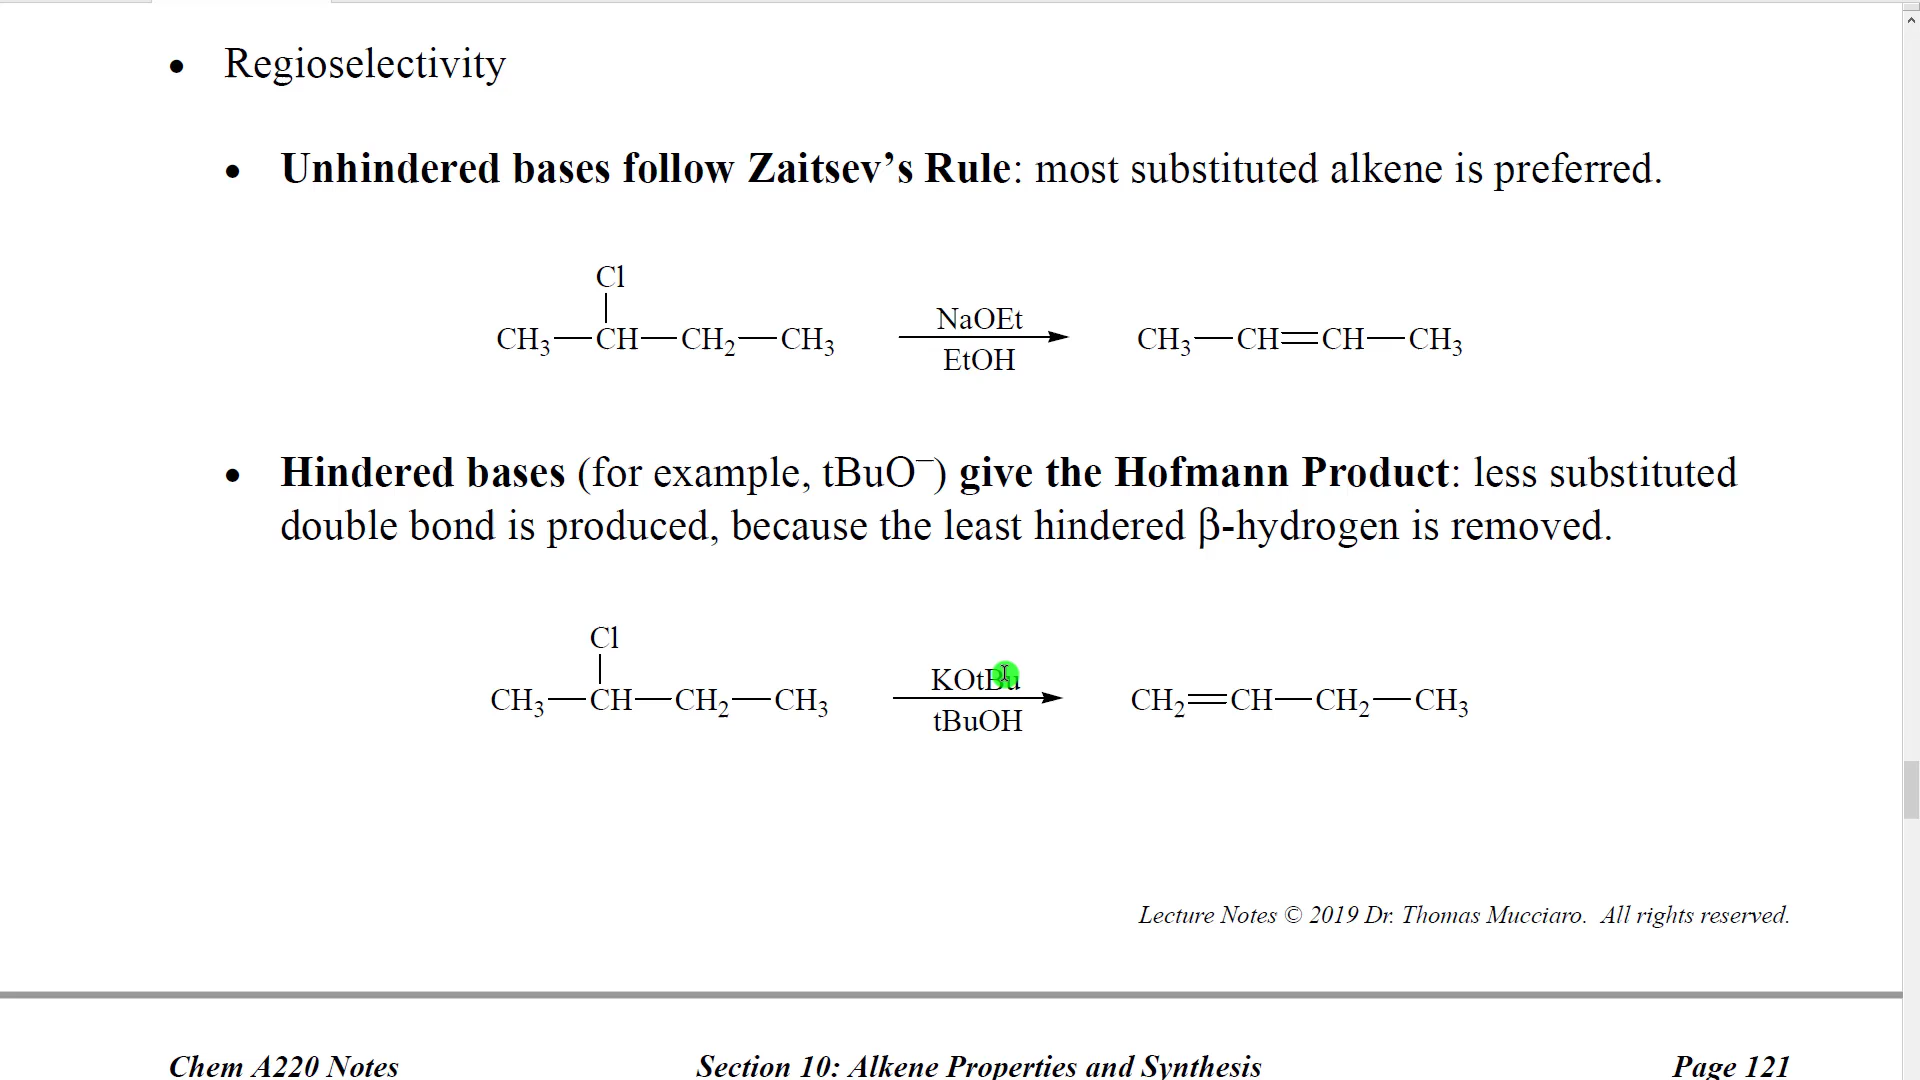 • Regioselectivity
• Unhindered bases follow Zaitsev’s Rule: most substituted alkene is preferred.
Cl
CH₃—CH—CH₂—CH₃
NaOEt
EtOH
CH₃—CH=CH—CH₃
• Hindered bases (for example, tBuO⁻) give the Hofmann Product: less substituted
double bond is produced, because the least hindered β-hydrogen is removed.
Cl
CH₃—CH—CH₂—CH₃
KOtBu
tBuOH
CH₂=CH—CH₂—CH₃
Lecture Notes © 2019 Dr. Thomas Mucciaro. All rights reserved.
Chem A220 Notes
Section 10: Alkene Properties and Synthesis
Page 121